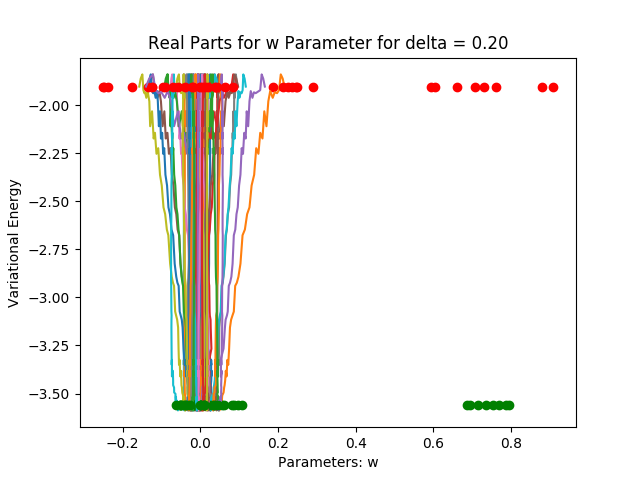 Real Parts for w Parameter for delta = 0.20
Variational Energy
−2.00
−2.25
−2.50
−2.75
−3.00
−3.25
−3.50
−0.2 0.0 0.2 0.4 0.6 0.8
Parameters: w